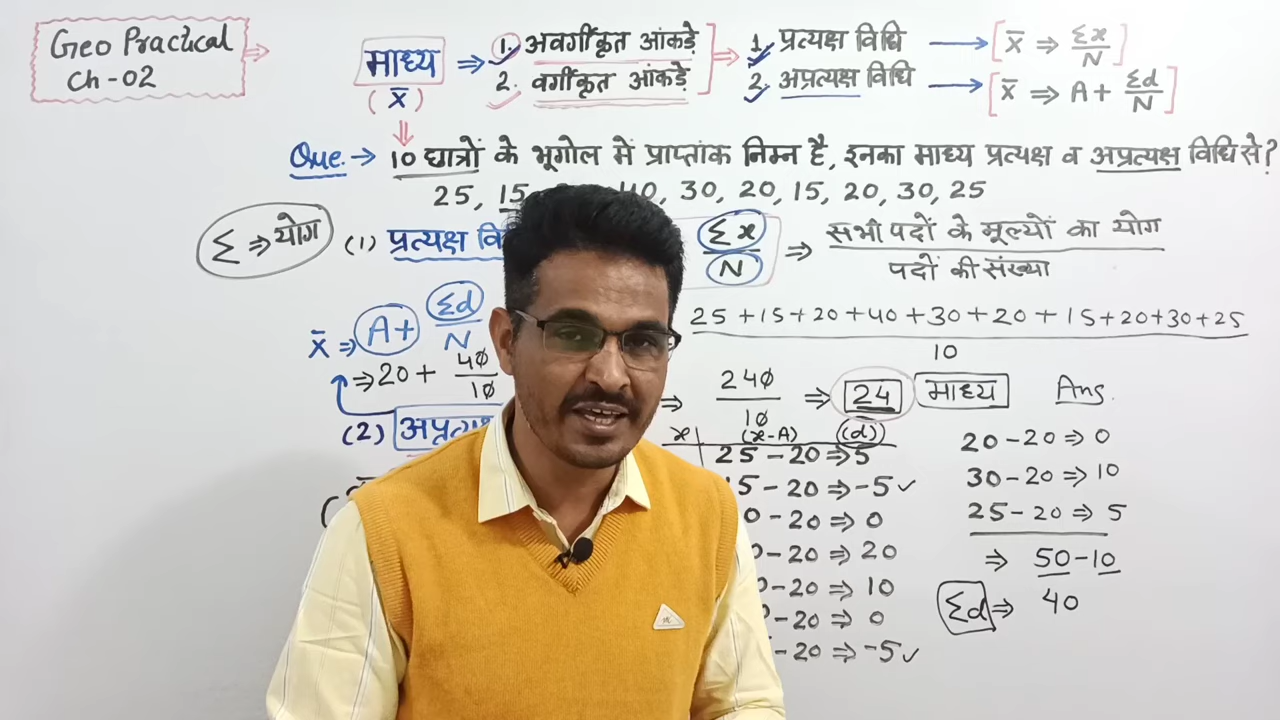 Geo Practical
Ch-02
माध्य ⇒ 1. अवर्गीकृत आंकड़े ⇒ 1. प्रत्यक्ष विधि → [x̄ ⇒ Σx/N]
(x̄) 2. वर्गीकृत आंकड़े 2. अप्रत्यक्ष विधि → [x̄ ⇒ A + Σd/N]
Que. → 10 छात्रों के भूगोल में प्राप्तांक निम्न है, इनका माध्य प्रत्यक्ष व अप्रत्यक्ष विधि से?
25, 15, 40, 30, 20, 15, 20, 30, 25
Σ ⇒ योग (1) प्रत्यक्ष Σx/N ⇒ सभी पदों के मूल्यों का योग / पदों की संख्या
x̄ ⇒ A + Σd/N
25 + 15 + 20 + 40 + 30 + 20 + 15 + 20 + 30 + 25 / 10
⇒ 20 + 40/10
⇒ 240/10 ⇒ 24 माध्य Ans.
(2)
x (x-A) (d)
25 - 20 ⇒ 5
15 - 20 ⇒ -5 ✓
0 - 20 ⇒ 0
- 20 ⇒ 20
- 20 ⇒ 10
- 20 ⇒ 0
- 20 ⇒ -5 ✓
20 - 20 ⇒ 0
30 - 20 ⇒ 10
25 - 20 ⇒ 5
⇒ 50 - 10
Σd ⇒ 40